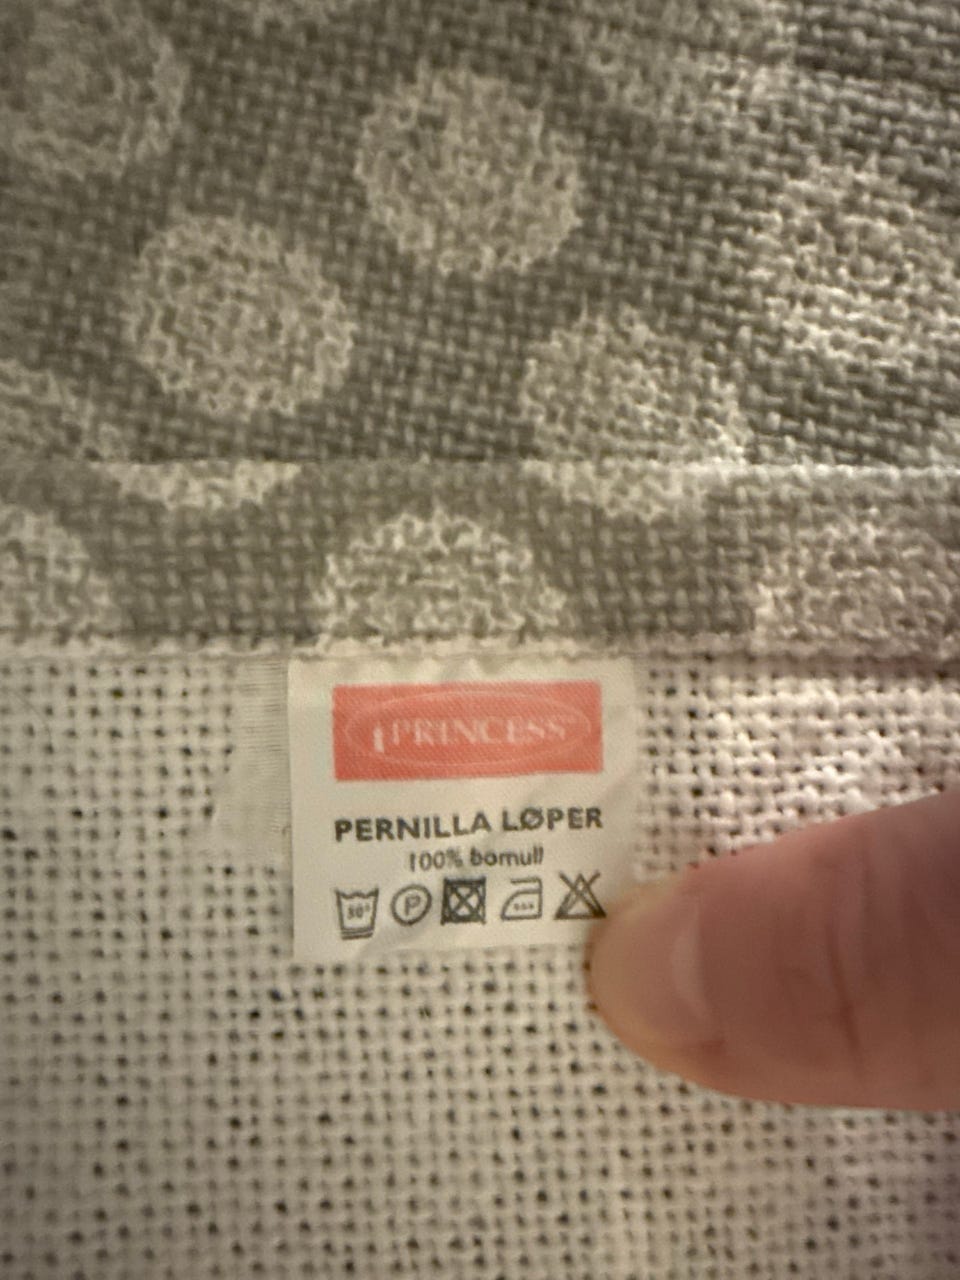 PRINCESS
PERNILLA LØPER
100% bomull
P